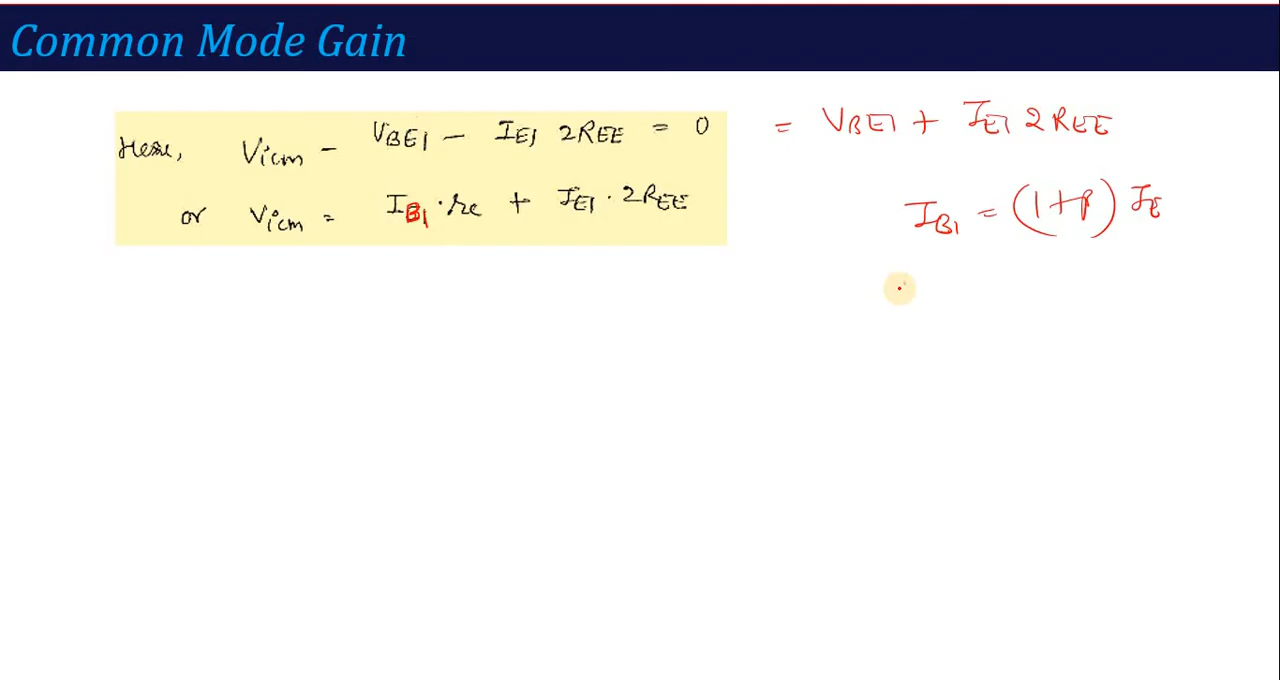 Common Mode Gain
Here, Vicm - VBE1 - IE1 2REE = 0
= VBE1 + IE1 2REE
or Vicm = IB1 · re + IE1 · 2REE
IB1 = (1+β) IE